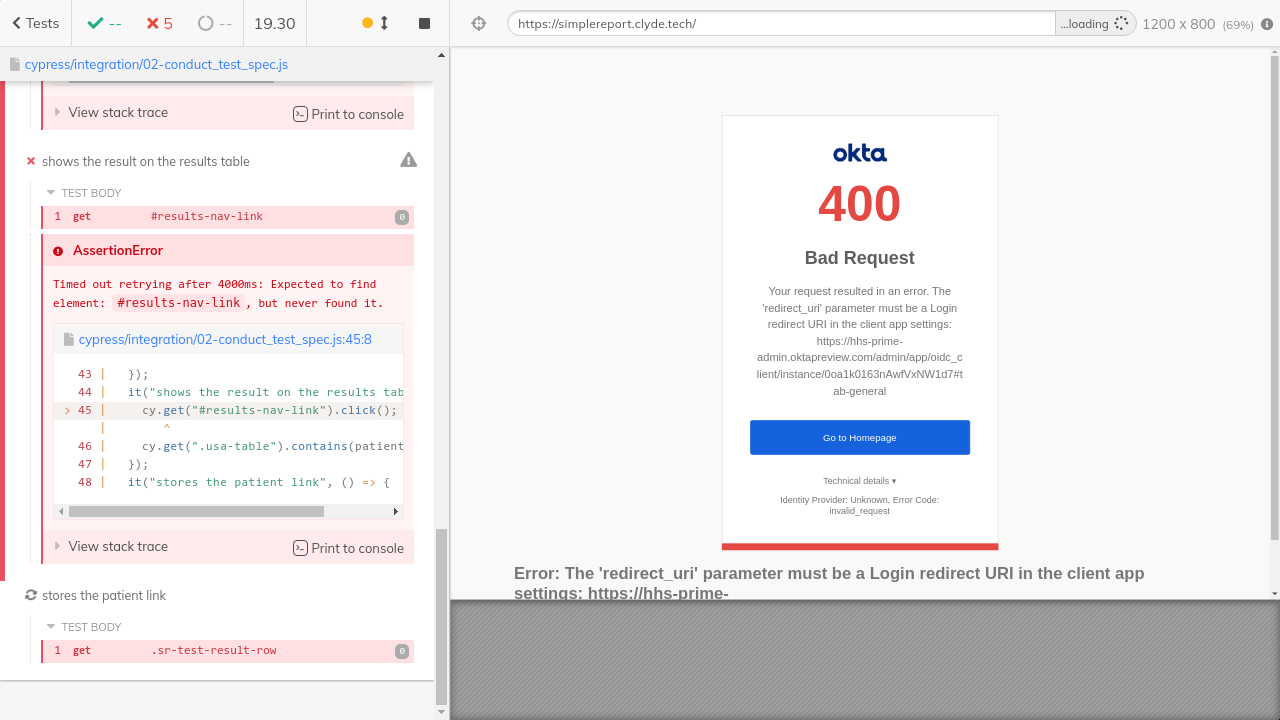 Tests
--
5
--
19.30
https://simplereport.clyde.tech/
...loading
1200 x 800 (69%)
cypress/integration/02-conduct_test_spec.js
View stack trace
Print to console
shows the result on the results table
TEST BODY
1 get #results-nav-link 0
AssertionError
Timed out retrying after 4000ms: Expected to find
element: #results-nav-link, but never found it.
cypress/integration/02-conduct_test_spec.js:45:8
43 | });
44 | it("shows the result on the results tab
> 45 | cy.get("#results-nav-link").click();
| ^
46 | cy.get(".usa-table").contains(patient
47 | });
48 | it("stores the patient link", () => {
View stack trace
Print to console
stores the patient link
TEST BODY
1 get .sr-test-result-row 0
okta
400
Bad Request
Your request resulted in an error. The
'redirect_uri' parameter must be a Login
redirect URI in the client app settings:
https://hhs-prime-
admin.oktapreview.com/admin/app/oidc_c
lient/instance/0oa1k0163nAwfVxNW1d7#t
ab-general
Go to Homepage
Technical details ▾
Identity Provider: Unknown, Error Code:
invalid_request
Error: The 'redirect_uri' parameter must be a Login redirect URI in the client app
settings: https://hhs-prime-